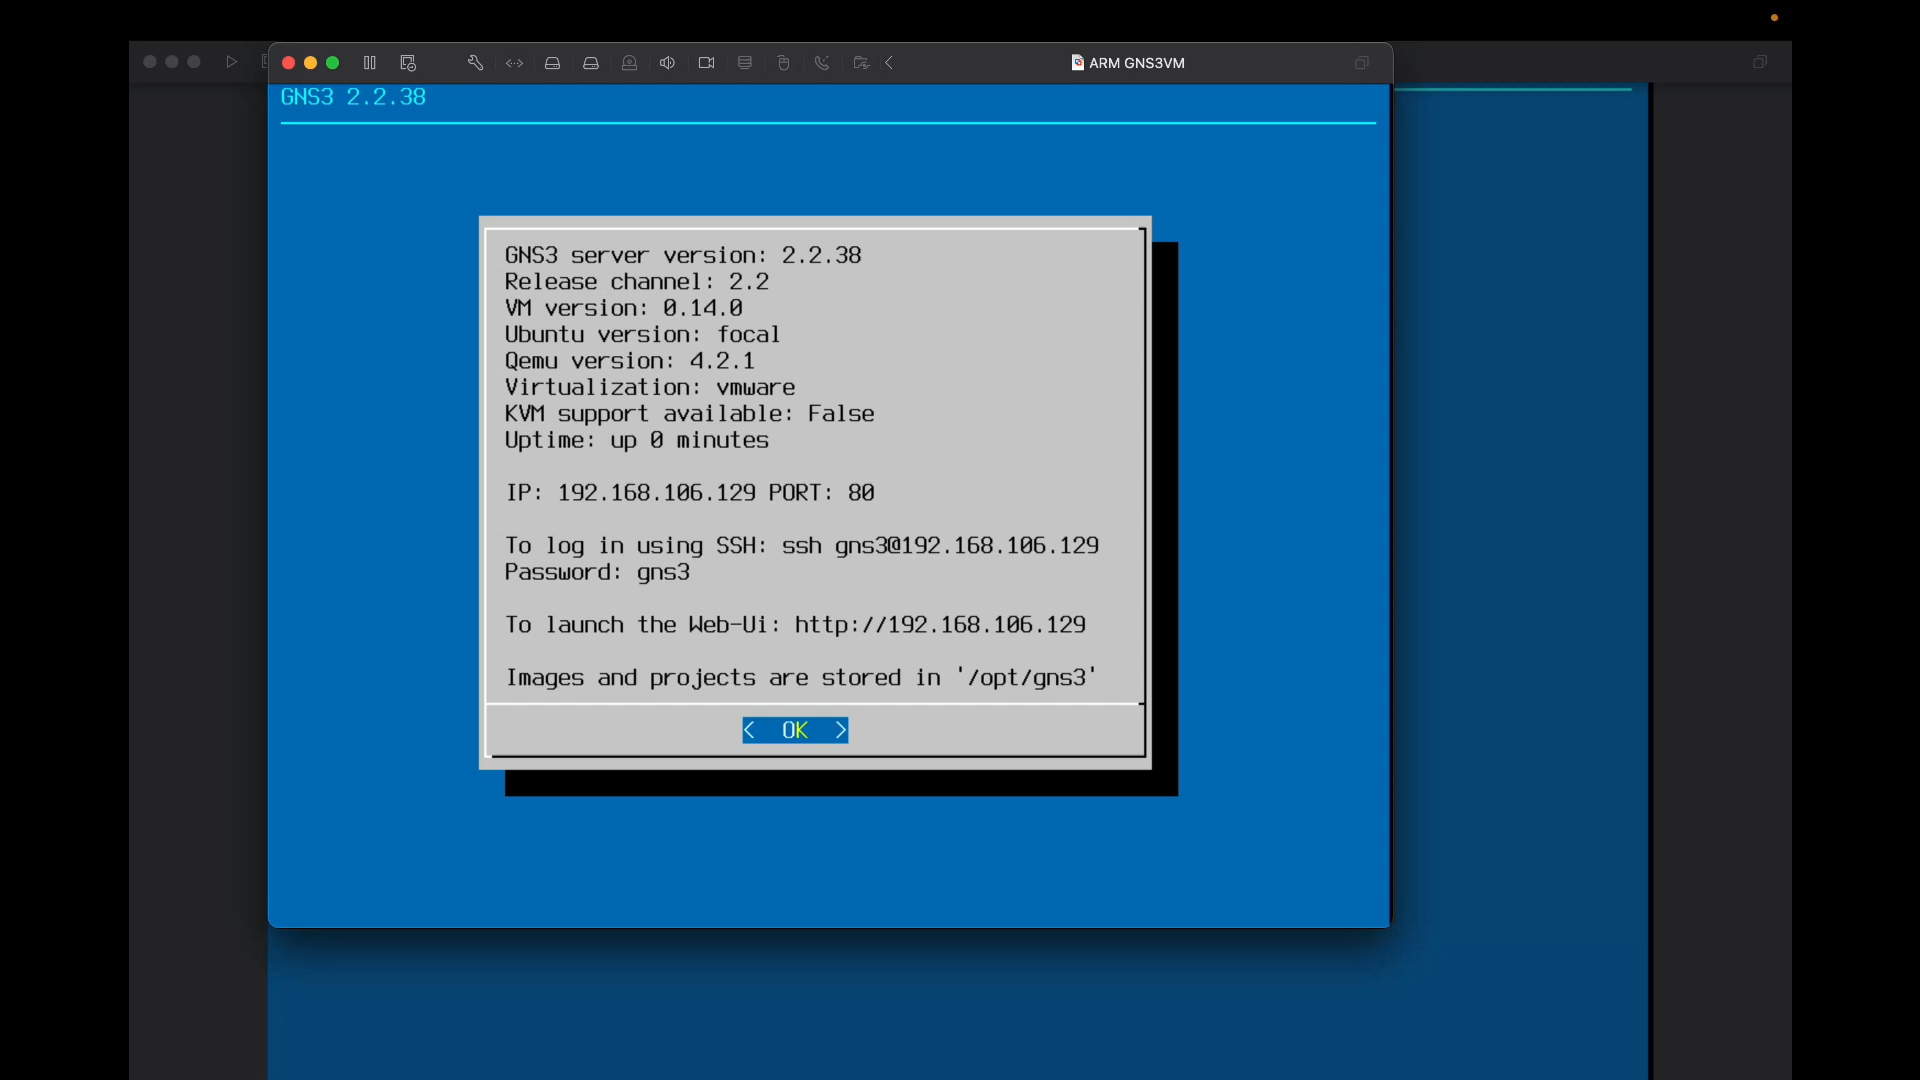 ARM GNS3VM
GNS3 2.2.38
GNS3 server version: 2.2.38
Release channel: 2.2
VM version: 0.14.0
Ubuntu version: focal
Qemu version: 4.2.1
Virtualization: vmware
KVM support available: False
Uptime: up 0 minutes
IP: 192.168.106.129 PORT: 80
To log in using SSH: ssh gns3@192.168.106.129
Password: gns3
To launch the Web-Ui: http://192.168.106.129
Images and projects are stored in '/opt/gns3'
< OK >